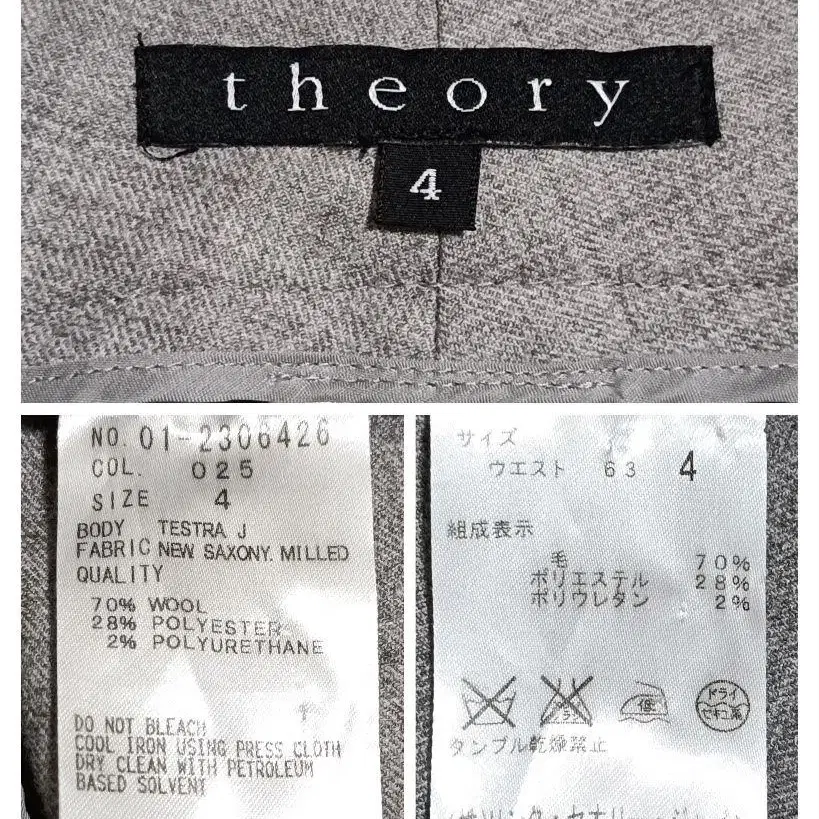 theory
4
NO. 01-2306426
COL. 025
SIZE 4
BODY TESTRA J
FABRIC NEW SAXONY. MILLED
QUALITY
70% WOOL
28% POLYESTER
2% POLYURETHANE
DO NOT BLEACH
COOL IRON USING PRESS CLOTH
DRY CLEAN WITH PETROLEUM
BASED SOLVENT
サイズ
ウエスト 63 4
組成表示
毛 70%
ポリエステル 28%
ポリウレタン 2%
低
ドライ
セキユ系
タンブル乾燥禁止